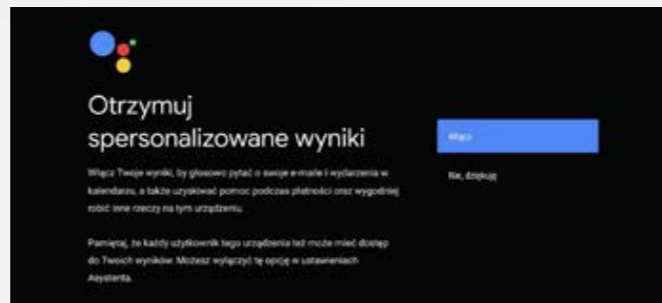 Otrzymuj
spersonalizowane wyniki
Włącz Twoje wyniki, by głosowo pytać o swoje e-maile i wydarzenia w
kalendarzu, a także uzyskiwać pomoc podczas płatności oraz wygodniej
robić inne rzeczy na tym urządzeniu.
Pamiętaj, że każdy użytkownik tego urządzenia też może mieć dostęp
do Twoich wyników. Możesz wyłączyć tę opcję w ustawieniach
Asystenta.
Włącz
Nie, dziękuję